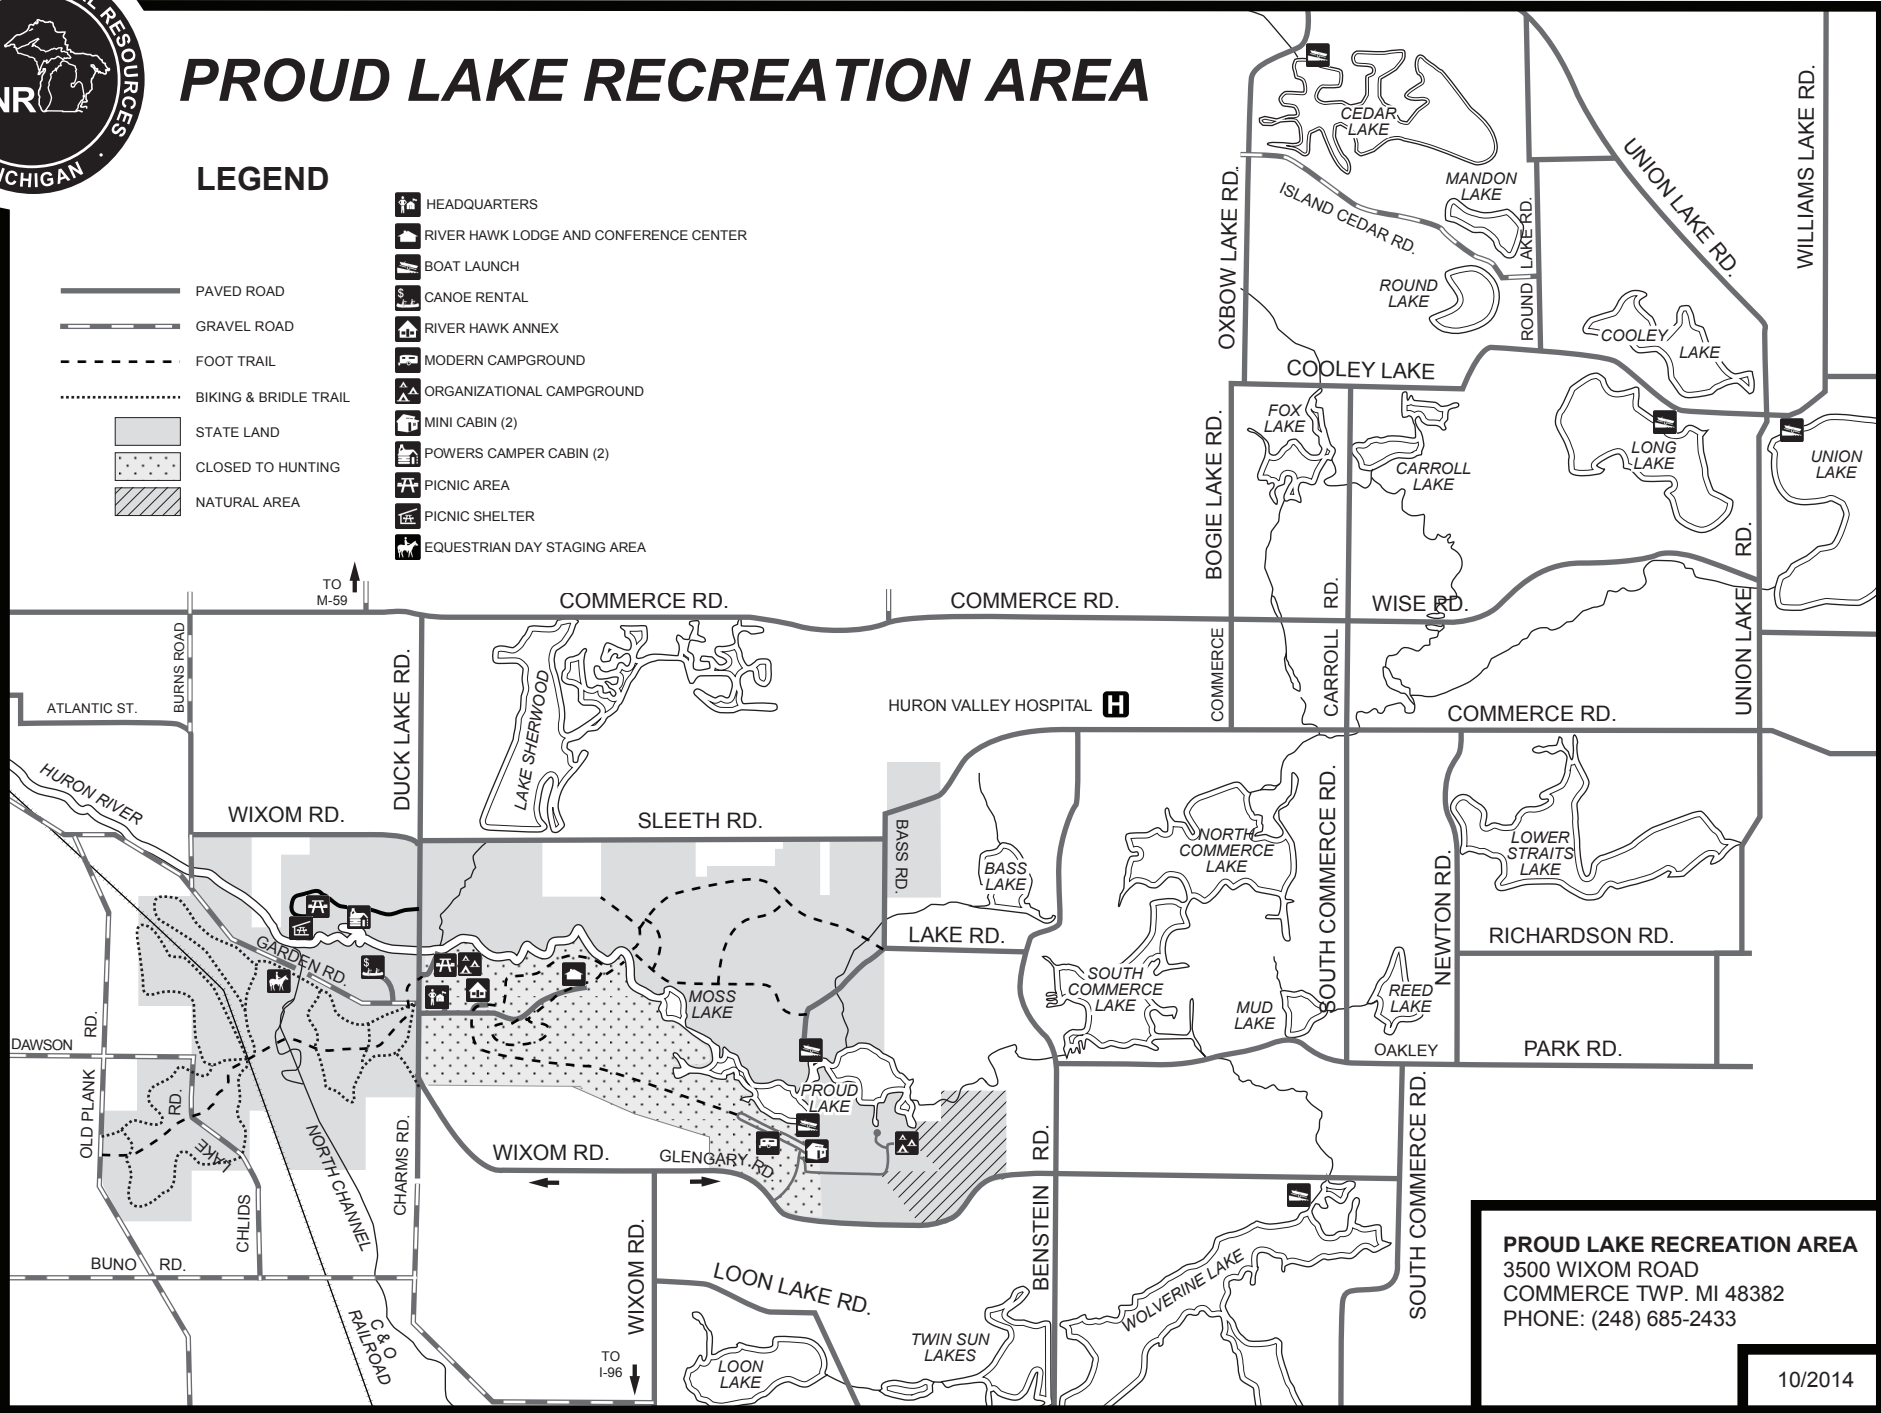 L RESOURCES
NR
ICHIGAN .
PROUD LAKE RECREATION AREA
LEGEND
PAVED ROAD
GRAVEL ROAD
FOOT TRAIL
BIKING & BRIDLE TRAIL
STATE LAND
CLOSED TO HUNTING
NATURAL AREA
HEADQUARTERS
RIVER HAWK LODGE AND CONFERENCE CENTER
BOAT LAUNCH
$
CANOE RENTAL
RIVER HAWK ANNEX
MODERN CAMPGROUND
ORGANIZATIONAL CAMPGROUND
MINI CABIN (2)
POWERS CAMPER CABIN (2)
PICNIC AREA
PICNIC SHELTER
EQUESTRIAN DAY STAGING AREA
CEDAR
LAKE
MANDON
LAKE
ISLAND CEDAR RD.
ROUND
LAKE
ROUND LAKE RD.
OXBOW LAKE RD.
UNION LAKE RD.
WILLIAMS LAKE RD.
COOLEY LAKE
COOLEY LAKE
FOX
LAKE
CARROLL
LAKE
LONG
LAKE
UNION
LAKE
BOGIE LAKE RD.
CARROLL RD.
WISE RD.
UNION LAKE RD.
TO
M-59
COMMERCE RD.
COMMERCE RD.
COMMERCE
COMMERCE RD.
BURNS ROAD
ATLANTIC ST.
DUCK LAKE RD.
LAKE SHERWOOD
HURON VALLEY HOSPITAL
H
HURON RIVER
WIXOM RD.
SLEETH RD.
BASS RD.
BASS
LAKE
NORTH
COMMERCE
LAKE
SOUTH COMMERCE RD.
LOWER
STRAITS
LAKE
NEWTON RD.
LAKE RD.
RICHARDSON RD.
GARDEN RD.
$
MOSS
LAKE
SOUTH
COMMERCE
LAKE
MUD
LAKE
REED
LAKE
DAWSON
OLD PLANK RD.
OAKLEY
PARK RD.
LAKE
RD.
CHLIDS
NORTH CHANNEL
CHARMS RD.
PROUD
LAKE
WIXOM RD.
GLENGARY RD
BENSTEIN RD.
SOUTH COMMERCE RD.
BUNO RD.
C & O
RAILROAD
WIXOM RD.
LOON LAKE RD.
WOLVERINE LAKE
TO
I-96
LOON
LAKE
TWIN SUN
LAKES
PROUD LAKE RECREATION AREA
3500 WIXOM ROAD
COMMERCE TWP. MI 48382
PHONE: (248) 685-2433
10/2014